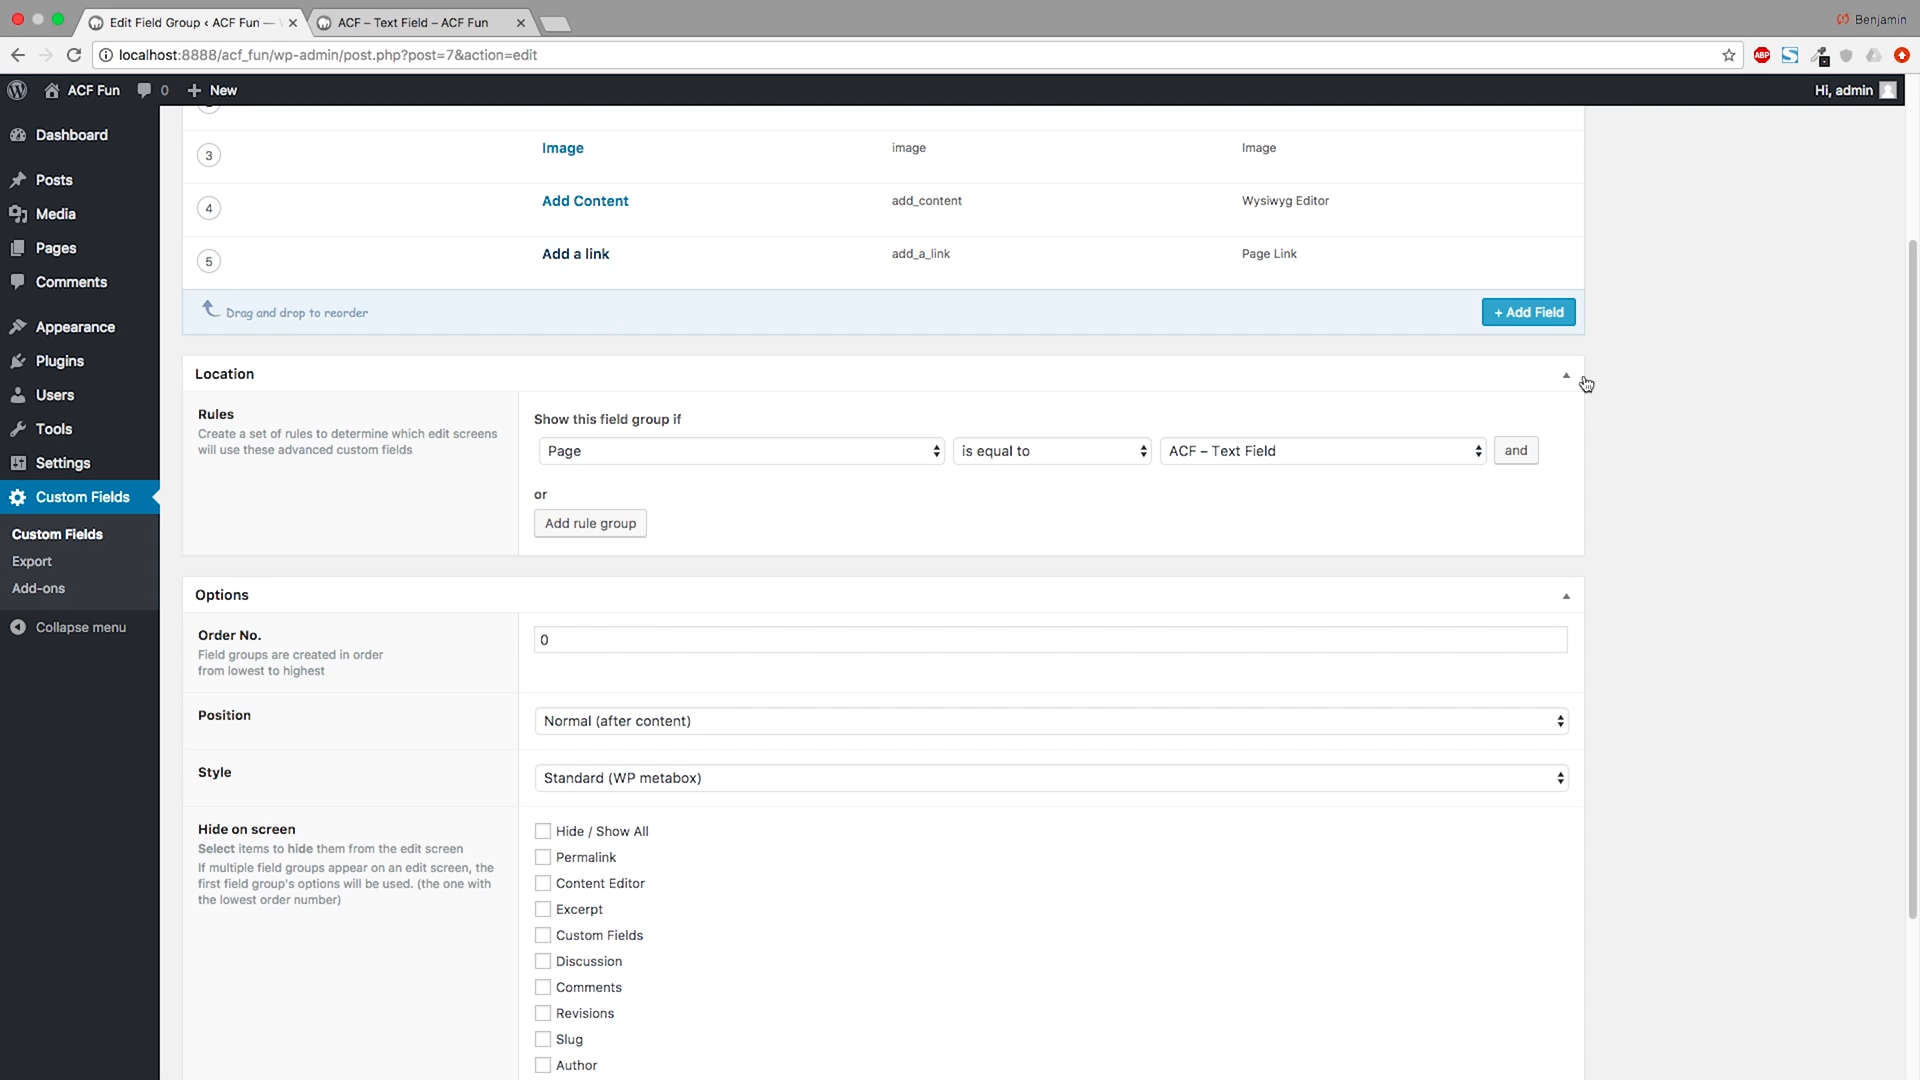 Edit Field Group ‹ ACF Fun —
ACF – Text Field – ACF Fun
Benjamin
localhost:8888/acf_fun/wp-admin/post.php?post=7&action=edit
ABP
ACF Fun
0
+ New
Hi, admin
Dashboard
Posts
Media
Pages
Comments
Appearance
Plugins
Users
Tools
Settings
Custom Fields
Custom Fields
Export
Add-ons
Collapse menu
3 Image image Image
4 Add Content add_content Wysiwyg Editor
5 Add a link add_a_link Page Link
Drag and drop to reorder
+ Add Field
Location
Rules
Create a set of rules to determine which edit screens
will use these advanced custom fields
Show this field group if
Page is equal to ACF – Text Field and
or
Add rule group
Options
Order No.
Field groups are created in order
from lowest to highest
0
Position
Normal (after content)
Style
Standard (WP metabox)
Hide on screen
Select items to hide them from the edit screen
If multiple field groups appear on an edit screen, the
first field group's options will be used. (the one with
the lowest order number)
Hide / Show All
Permalink
Content Editor
Excerpt
Custom Fields
Discussion
Comments
Revisions
Slug
Author